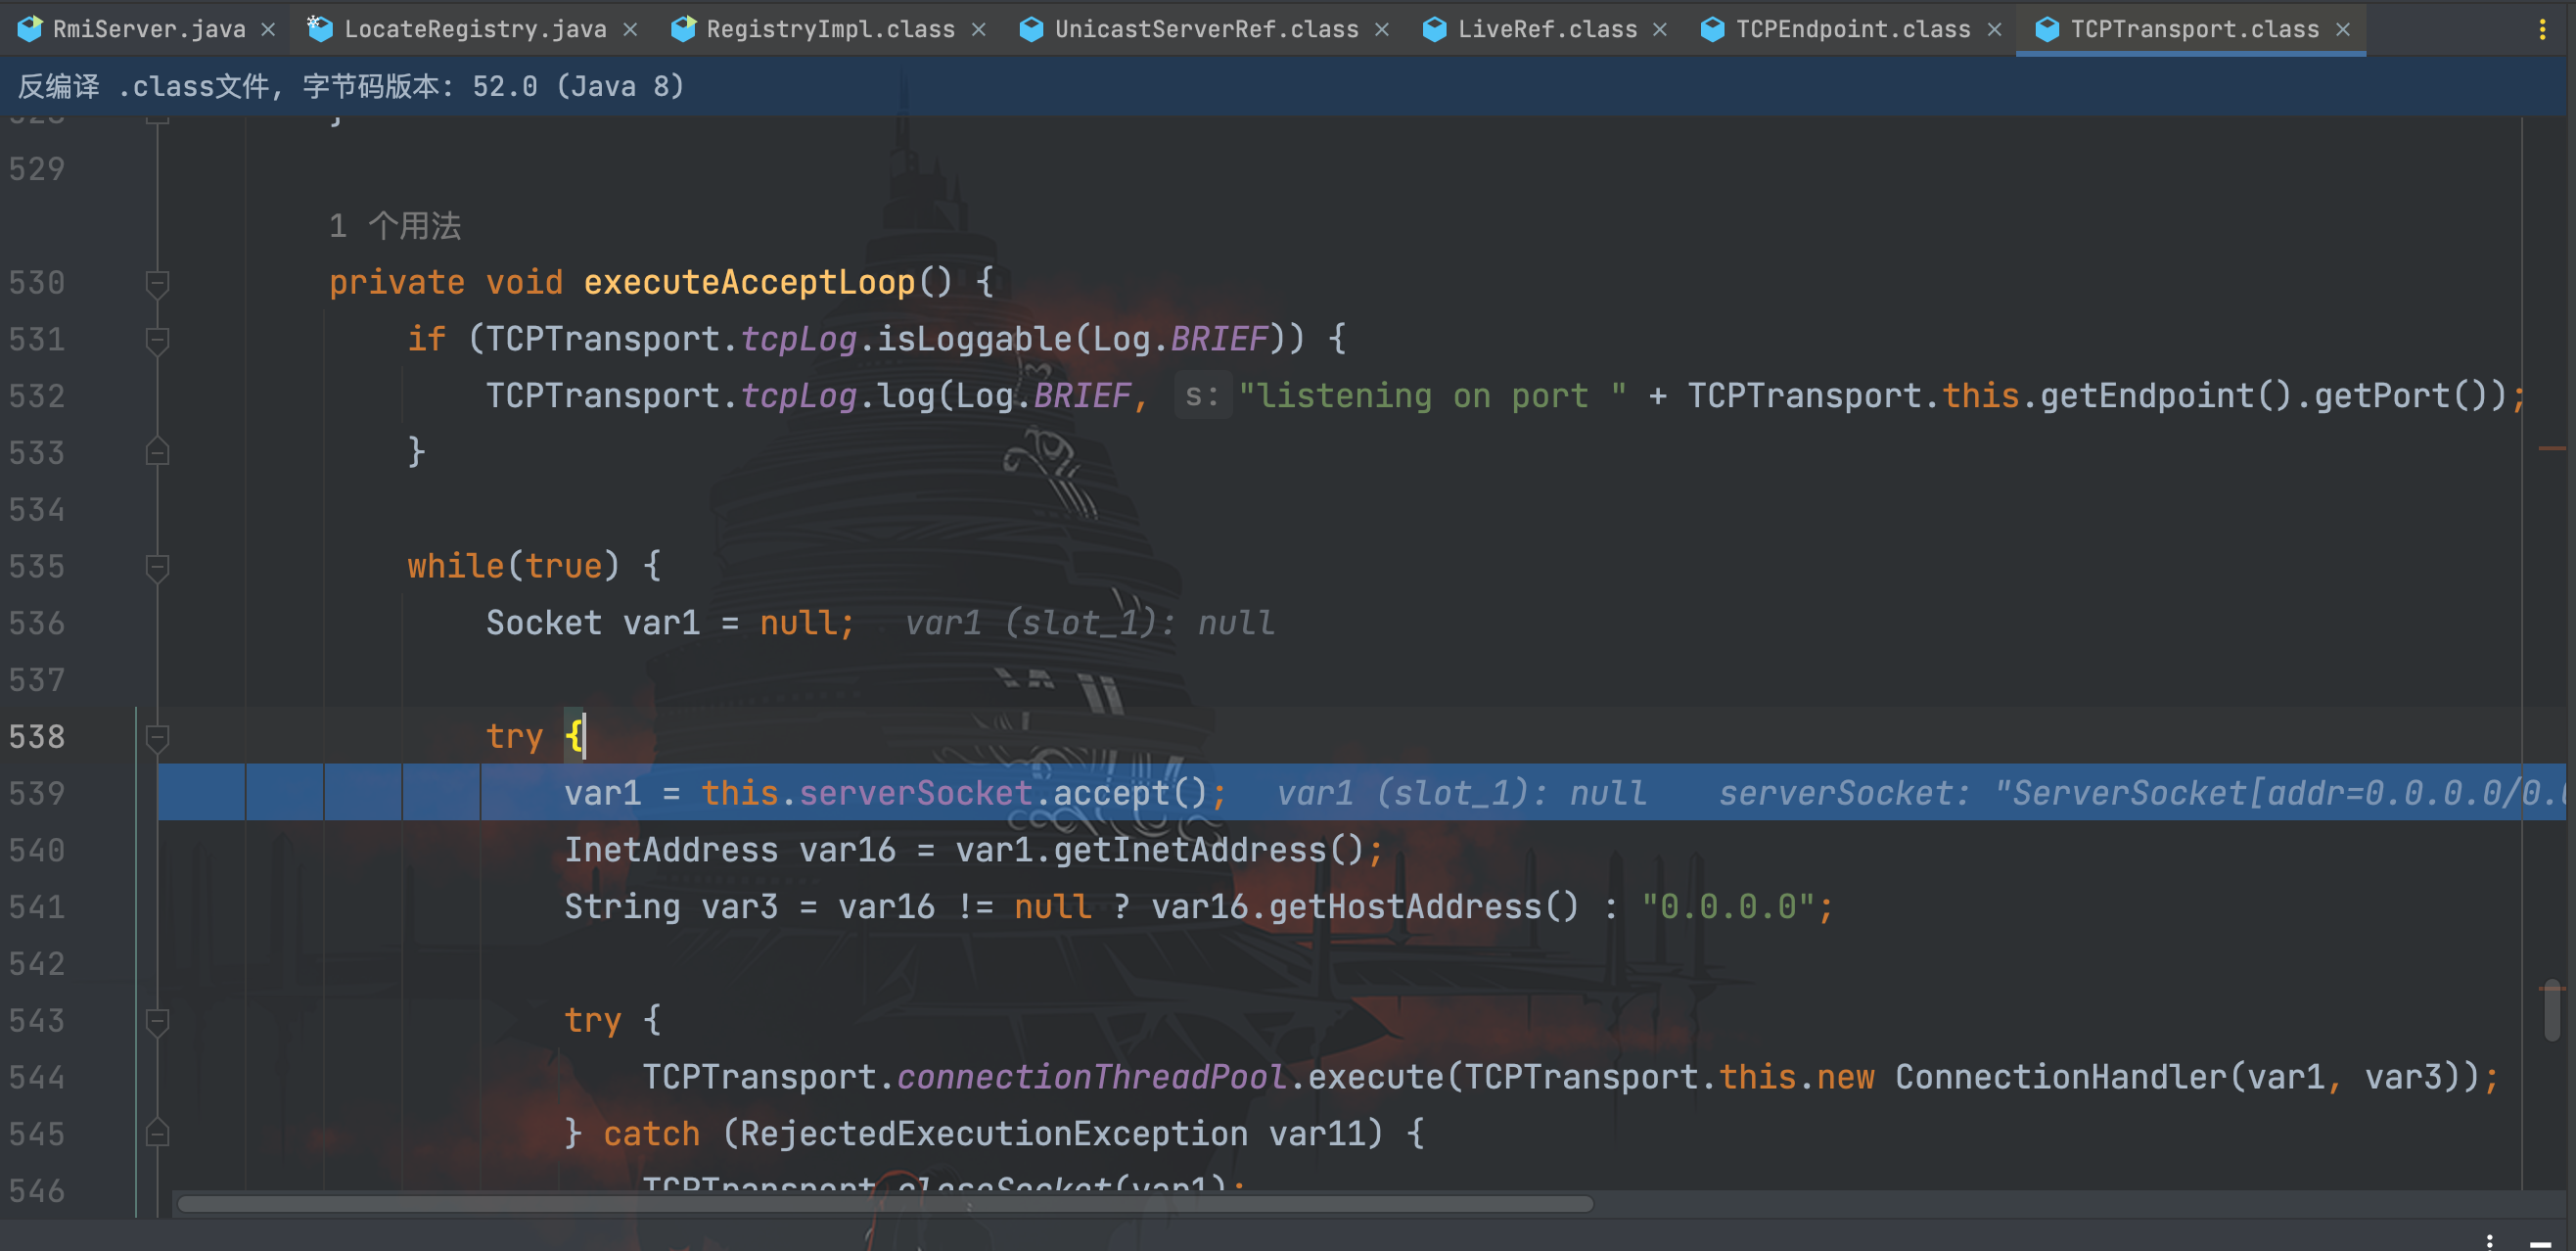 RmiServer.java LocateRegistry.java RegistryImpl.class UnicastServerRef.class LiveRef.class TCPEndpoint.class TCPTransport.class
反编译 .class文件, 字节码版本: 52.0 (Java 8)
}
529
1 个用法
530 private void executeAcceptLoop() {
531 if (TCPTransport.tcpLog.isLoggable(Log.BRIEF)) {
532 TCPTransport.tcpLog.log(Log.BRIEF, s: "listening on port " + TCPTransport.this.getEndpoint().getPort());
533 }
534
535 while(true) {
536 Socket var1 = null; var1 (slot_1): null
537
538 try {
539 var1 = this.serverSocket.accept(); var1 (slot_1): null serverSocket: "ServerSocket[addr=0.0.0.0/0.
540 InetAddress var16 = var1.getInetAddress();
541 String var3 = var16 != null ? var16.getHostAddress() : "0.0.0.0";
542
543 try {
544 TCPTransport.connectionThreadPool.execute(TCPTransport.this.new ConnectionHandler(var1, var3));
545 } catch (RejectedExecutionException var11) {
546 TCPTransport.closeSocket(var1);